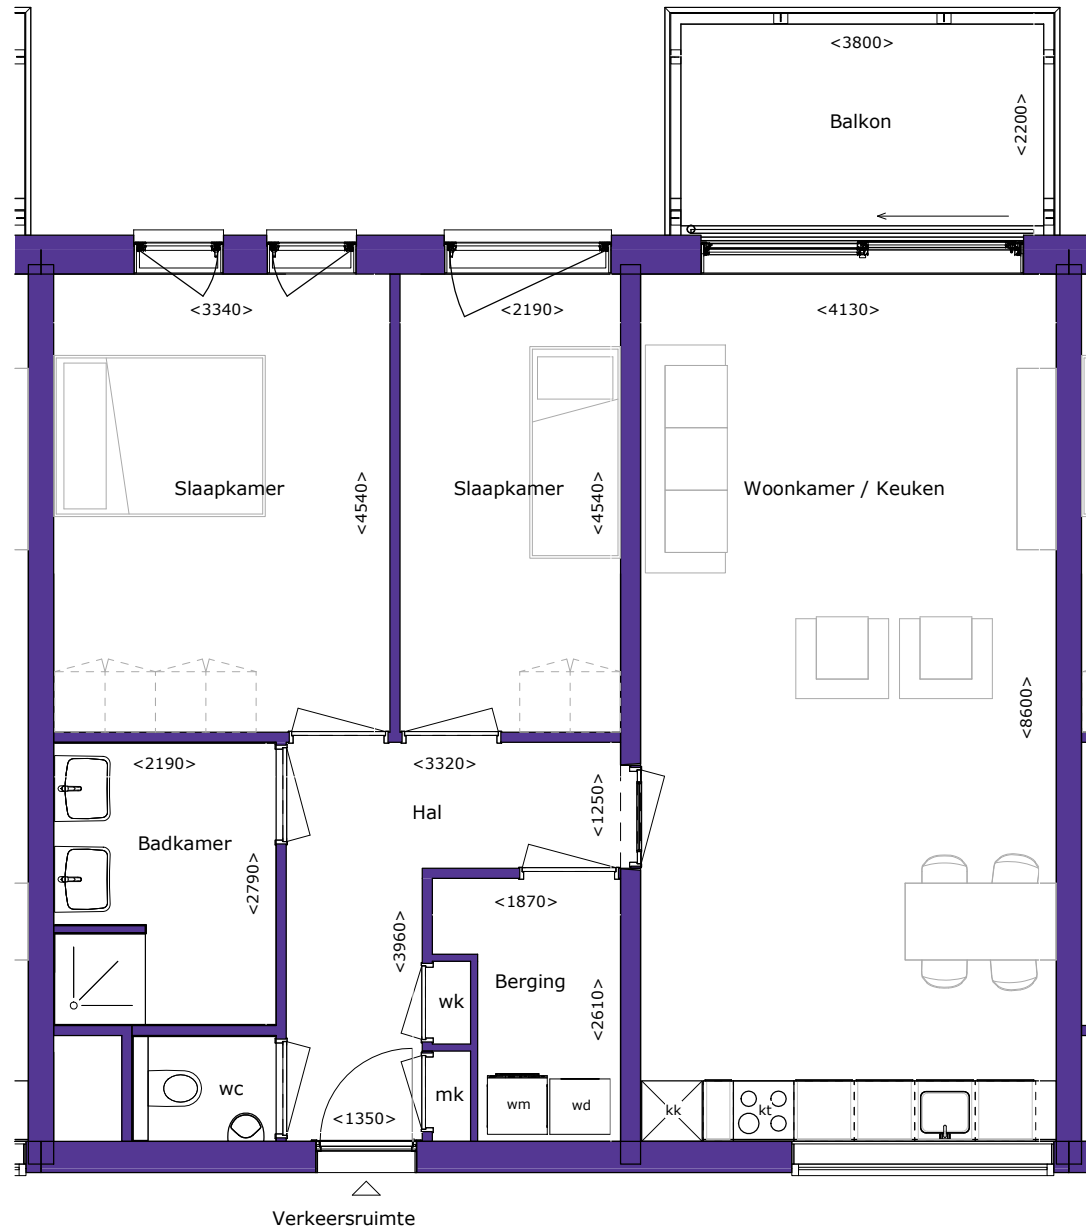 <3800>
Balkon
<2200>
<3340>
<2190>
<4130>
Slaapkamer
<4540>
Slaapkamer
<4540>
Woonkamer / Keuken
<8600>
<2190>
<3320>
<1250>
Hal
Badkamer
<2790>
<1870>
<3960>
Berging
<2610>
wk
wc
mk
wm
wd
kk
kt
<1350>
Verkeersruimte